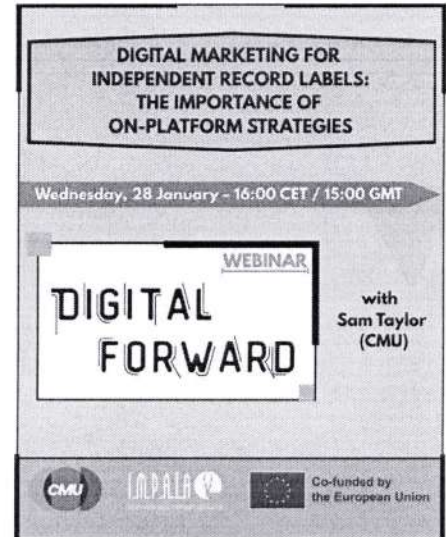 DIGITAL MARKETING FOR
INDEPENDENT RECORD LABELS:
THE IMPORTANCE OF
ON-PLATFORM STRATEGIES
Wednesday, 28 January - 16:00 CET / 15:00 GMT
WEBINAR
DIGITAL
FORWARD
with
Sam Taylor
(CMU)
CMU
IMPALA
Co-funded by
the European Union